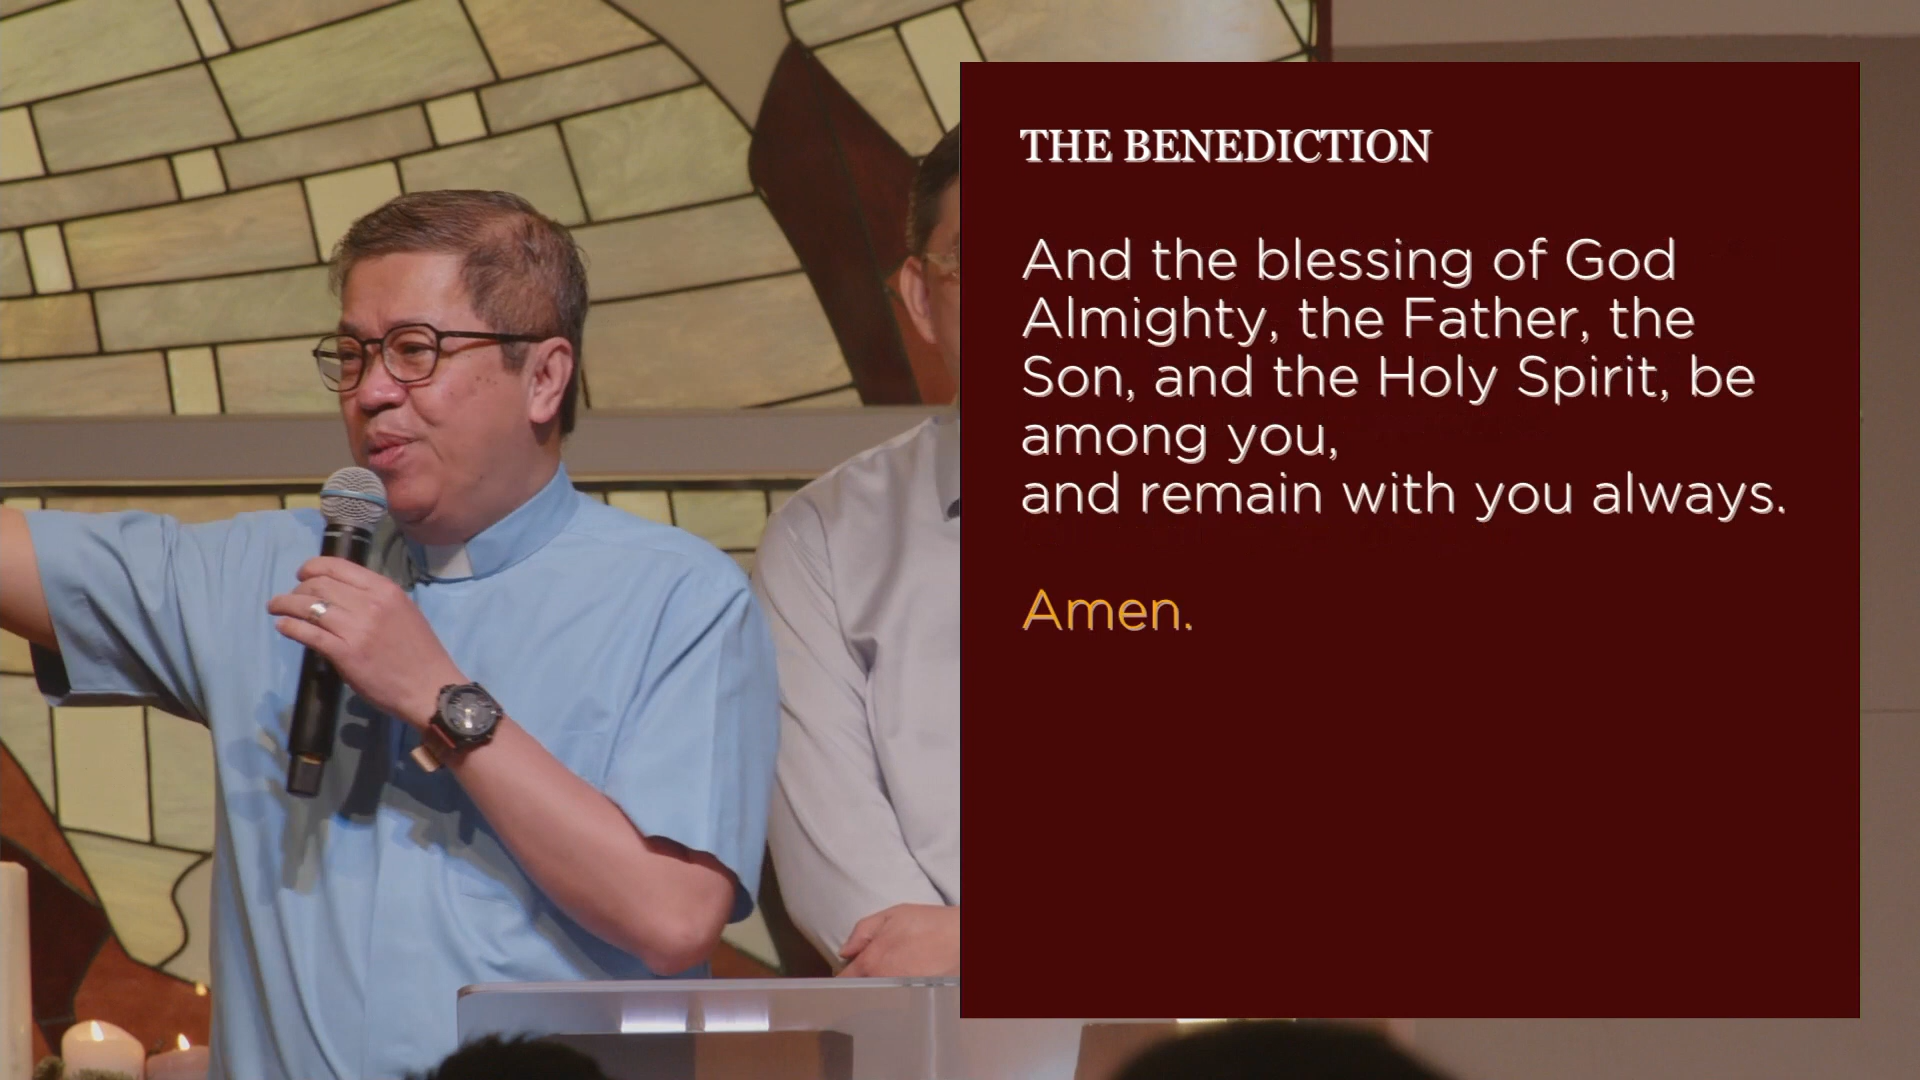 THE BENEDICTION
And the blessing of God
Almighty, the Father, the
Son, and the Holy Spirit, be
among you,
and remain with you always.
Amen.